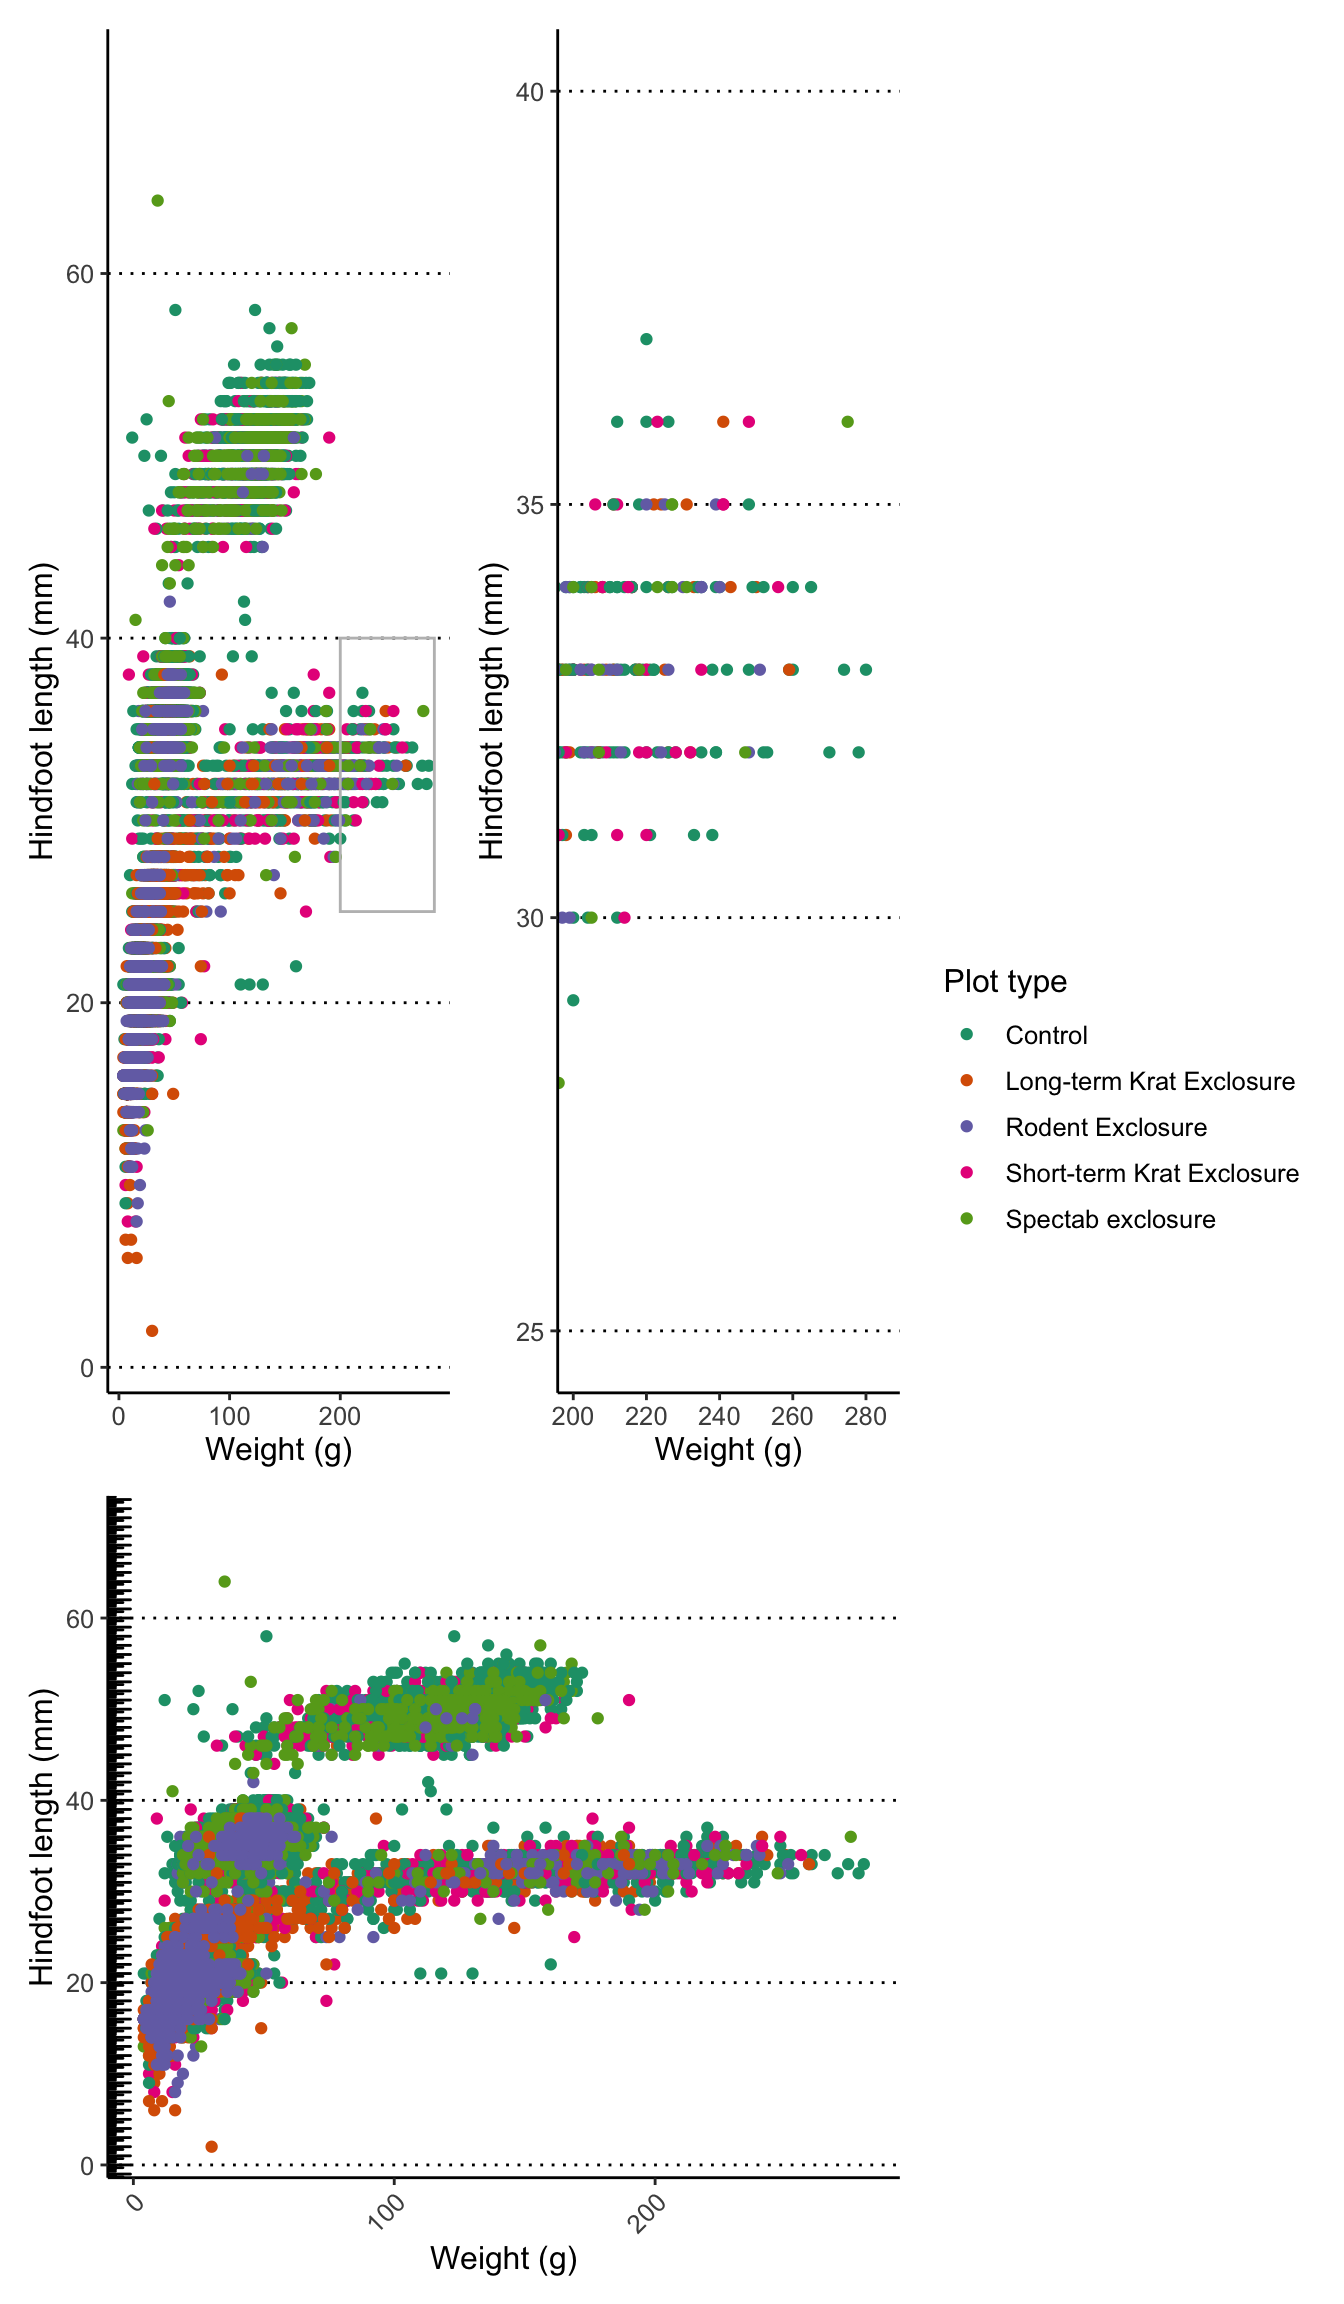 60
40
20
0
Hindfoot length (mm)
0 100 200
Weight (g)
40
35
30
25
Hindfoot length (mm)
200 220 240 260 280
Weight (g)
Plot type
Control
Long-term Krat Exclosure
Rodent Exclosure
Short-term Krat Exclosure
Spectab exclosure
60
40
20
0
Hindfoot length (mm)
0 100 200
Weight (g)